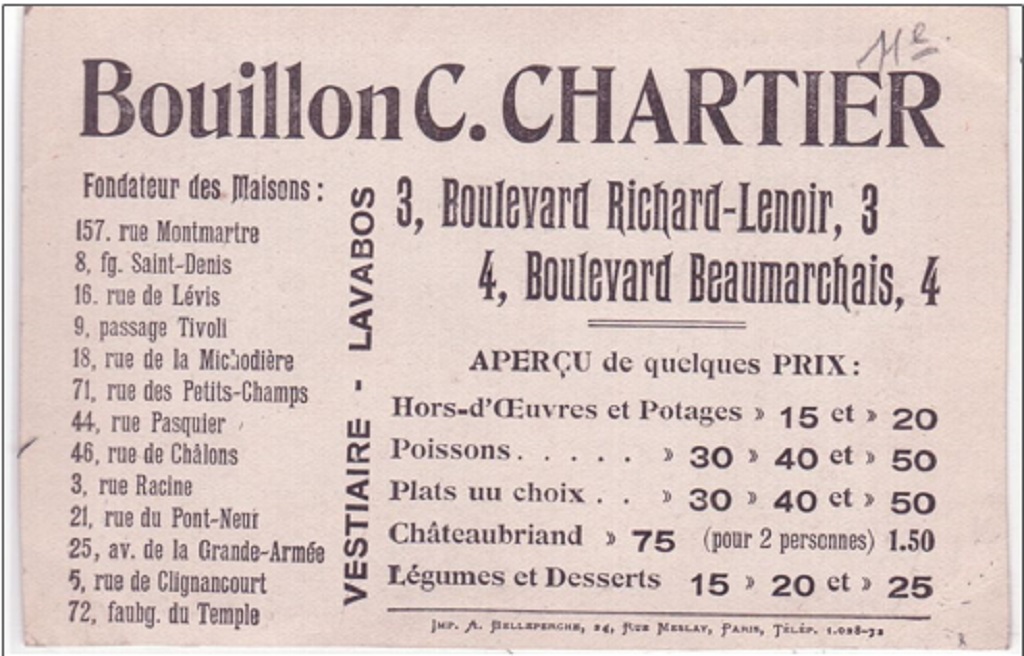 Bouillon C. CHARTIER
Mᵉ.
Fondateur des Maisons :
157. rue Montmartre
8, fg. Saint-Denis
16. rue de Lévis
9, passage Tivoli
18, rue de la Michodière
71, rue des Petits-Champs
44, rue Pasquier
46, rue de Châlons
3, rue Racine
21, rue du Pont-Neuf
25, av. de la Grande-Armée
5, rue de Clignancourt
72, faubg. du Temple
VESTIAIRE - LAVABOS
3, Boulevard Richard-Lenoir, 3
4, Boulevard Beaumarchais, 4
APERÇU de quelques PRIX :
Hors-d'Œuvres et Potages » 15 et » 20
Poissons. . . . . . » 30 » 40 et » 50
Plats uu choix . . » 30 » 40 et » 50
Châteaubriand » 75 (pour 2 personnes) 1.50
Légumes et Desserts 15 » 20 et » 25
Imp. A. Belleperche, 24, Rue Meslay, Paris, Télép. 1.028-32